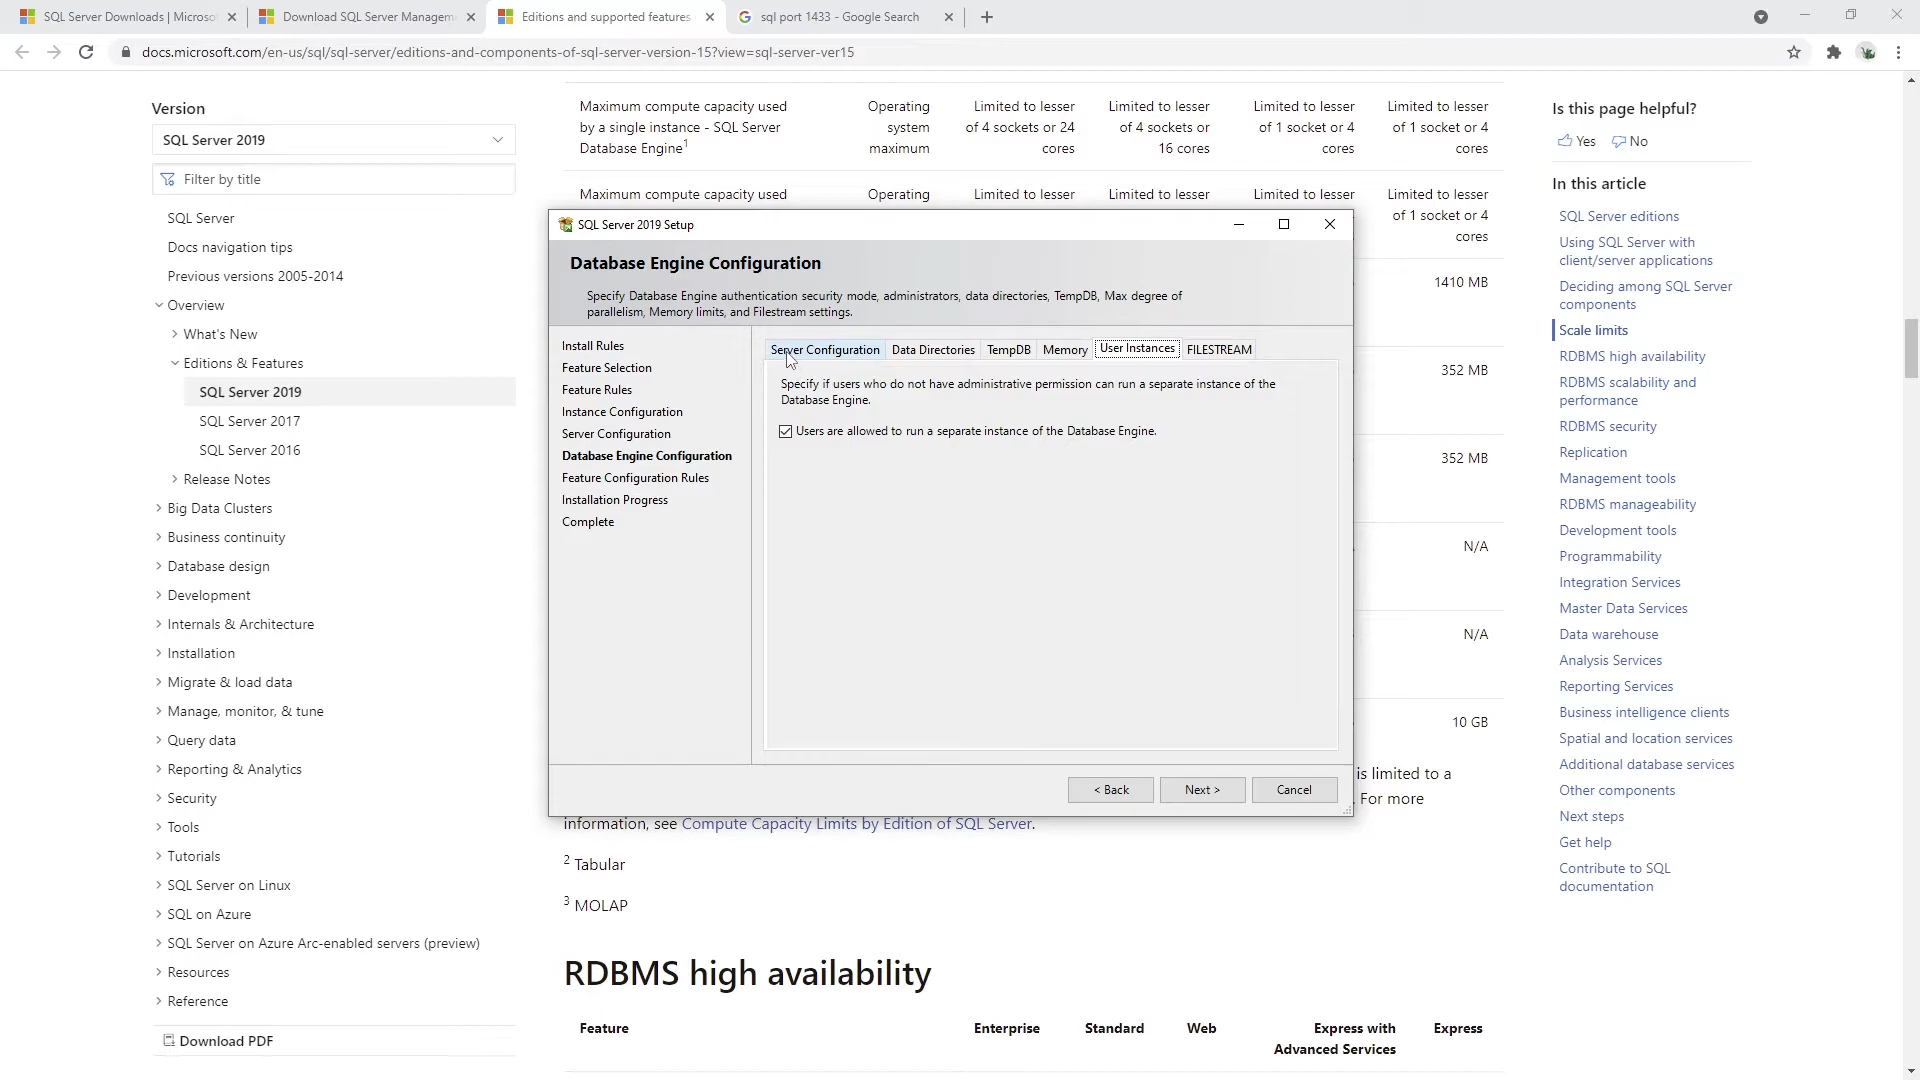 SQL Server Downloads | Microso
Download SQL Server Managem
Editions and supported features
sql port 1433 - Google Search
docs.microsoft.com/en-us/sql/sql-server/editions-and-components-of-sql-server-version-15?view=sql-server-ver15
Version
SQL Server 2019
Filter by title
SQL Server
Docs navigation tips
Previous versions 2005-2014
Overview
What's New
Editions & Features
SQL Server 2019
SQL Server 2017
SQL Server 2016
Release Notes
Big Data Clusters
Business continuity
Database design
Development
Internals & Architecture
Installation
Migrate & load data
Manage, monitor, & tune
Query data
Reporting & Analytics
Security
Tools
Tutorials
SQL Server on Linux
SQL on Azure
SQL Server on Azure Arc-enabled servers (preview)
Resources
Reference
Download PDF
Maximum compute capacity used
by a single instance - SQL Server
Database Engine1
Operating
system
maximum
Limited to lesser
of 4 sockets or 24
cores
Limited to lesser
of 4 sockets or
16 cores
Limited to lesser
of 1 socket or 4
cores
Limited to lesser
of 1 socket or 4
cores
Maximum compute capacity used
Operating
Limited to lesser
Limited to lesser
Limited to lesser
Limited to lesser
of 1 socket or 4
cores
1410 MB
352 MB
352 MB
N/A
N/A
10 GB
SQL Server 2019 Setup
Database Engine Configuration
Specify Database Engine authentication security mode, administrators, data directories, TempDB, Max degree of
parallelism, Memory limits, and Filestream settings.
Install Rules
Feature Selection
Feature Rules
Instance Configuration
Server Configuration
Database Engine Configuration
Feature Configuration Rules
Installation Progress
Complete
Server Configuration
Data Directories
TempDB
Memory
User Instances
FILESTREAM
Specify if users who do not have administrative permission can run a separate instance of the
Database Engine.
Users are allowed to run a separate instance of the Database Engine.
< Back
Next >
Cancel
is limited to a
. For more
information, see Compute Capacity Limits by Edition of SQL Server.
2 Tabular
3 MOLAP
RDBMS high availability
Feature
Enterprise
Standard
Web
Express with
Advanced Services
Express
Is this page helpful?
Yes
No
In this article
SQL Server editions
Using SQL Server with
client/server applications
Deciding among SQL Server
components
Scale limits
RDBMS high availability
RDBMS scalability and
performance
RDBMS security
Replication
Management tools
RDBMS manageability
Development tools
Programmability
Integration Services
Master Data Services
Data warehouse
Analysis Services
Reporting Services
Business intelligence clients
Spatial and location services
Additional database services
Other components
Next steps
Get help
Contribute to SQL
documentation